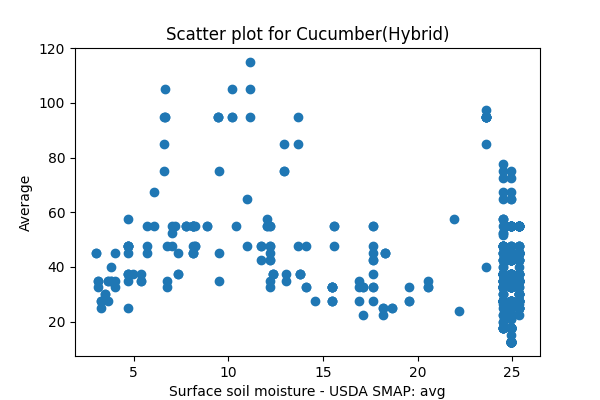 Scatter plot for Cucumber(Hybrid)
120
100
80
60
40
20
Average
5 10 15 20 25
Surface soil moisture - USDA SMAP: avg